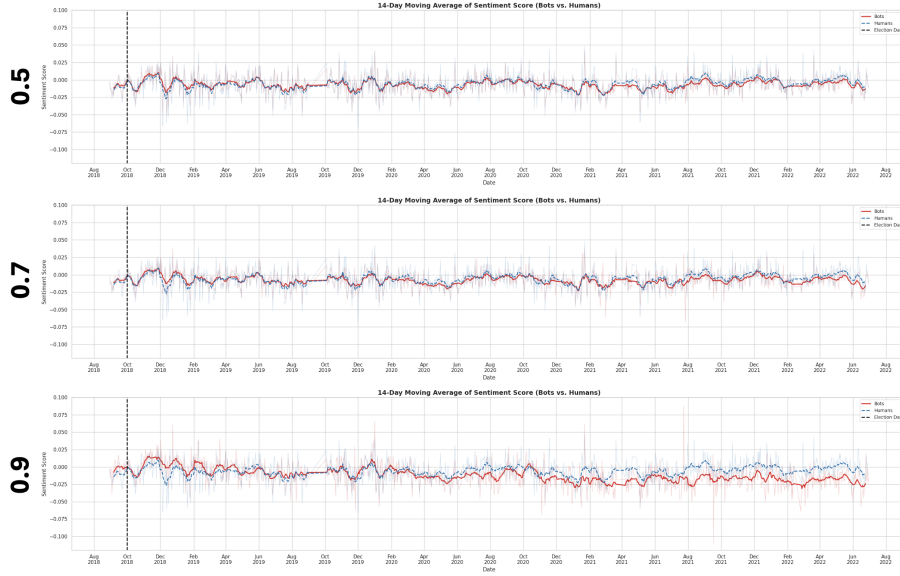 14-Day Moving Average of Sentiment Score (Bots vs. Humans)
0.5
Sentiment Score
0.100
0.075
0.050
0.025
0.000
−0.025
−0.050
−0.075
−0.100
Bots
Humans
Election Da
Aug 2018
Oct 2018
Dec 2018
Feb 2019
Apr 2019
Jun 2019
Aug 2019
Oct 2019
Dec 2019
Feb 2020
Apr 2020
Jun 2020
Aug 2020
Oct 2020
Dec 2020
Feb 2021
Apr 2021
Jun 2021
Aug 2021
Oct 2021
Dec 2021
Feb 2022
Apr 2022
Jun 2022
Aug 2022
Date
14-Day Moving Average of Sentiment Score (Bots vs. Humans)
0.7
Sentiment Score
0.100
0.075
0.050
0.025
0.000
−0.025
−0.050
−0.075
−0.100
Bots
Humans
Election Da
Aug 2018
Oct 2018
Dec 2018
Feb 2019
Apr 2019
Jun 2019
Aug 2019
Oct 2019
Dec 2019
Feb 2020
Apr 2020
Jun 2020
Aug 2020
Oct 2020
Dec 2020
Feb 2021
Apr 2021
Jun 2021
Aug 2021
Oct 2021
Dec 2021
Feb 2022
Apr 2022
Jun 2022
Aug 2022
Date
14-Day Moving Average of Sentiment Score (Bots vs. Humans)
0.9
Sentiment Score
0.100
0.075
0.050
0.025
0.000
−0.025
−0.050
−0.075
−0.100
Bots
Humans
Election Da
Aug 2018
Oct 2018
Dec 2018
Feb 2019
Apr 2019
Jun 2019
Aug 2019
Oct 2019
Dec 2019
Feb 2020
Apr 2020
Jun 2020
Aug 2020
Oct 2020
Dec 2020
Feb 2021
Apr 2021
Jun 2021
Aug 2021
Oct 2021
Dec 2021
Feb 2022
Apr 2022
Jun 2022
Aug 2022
Date